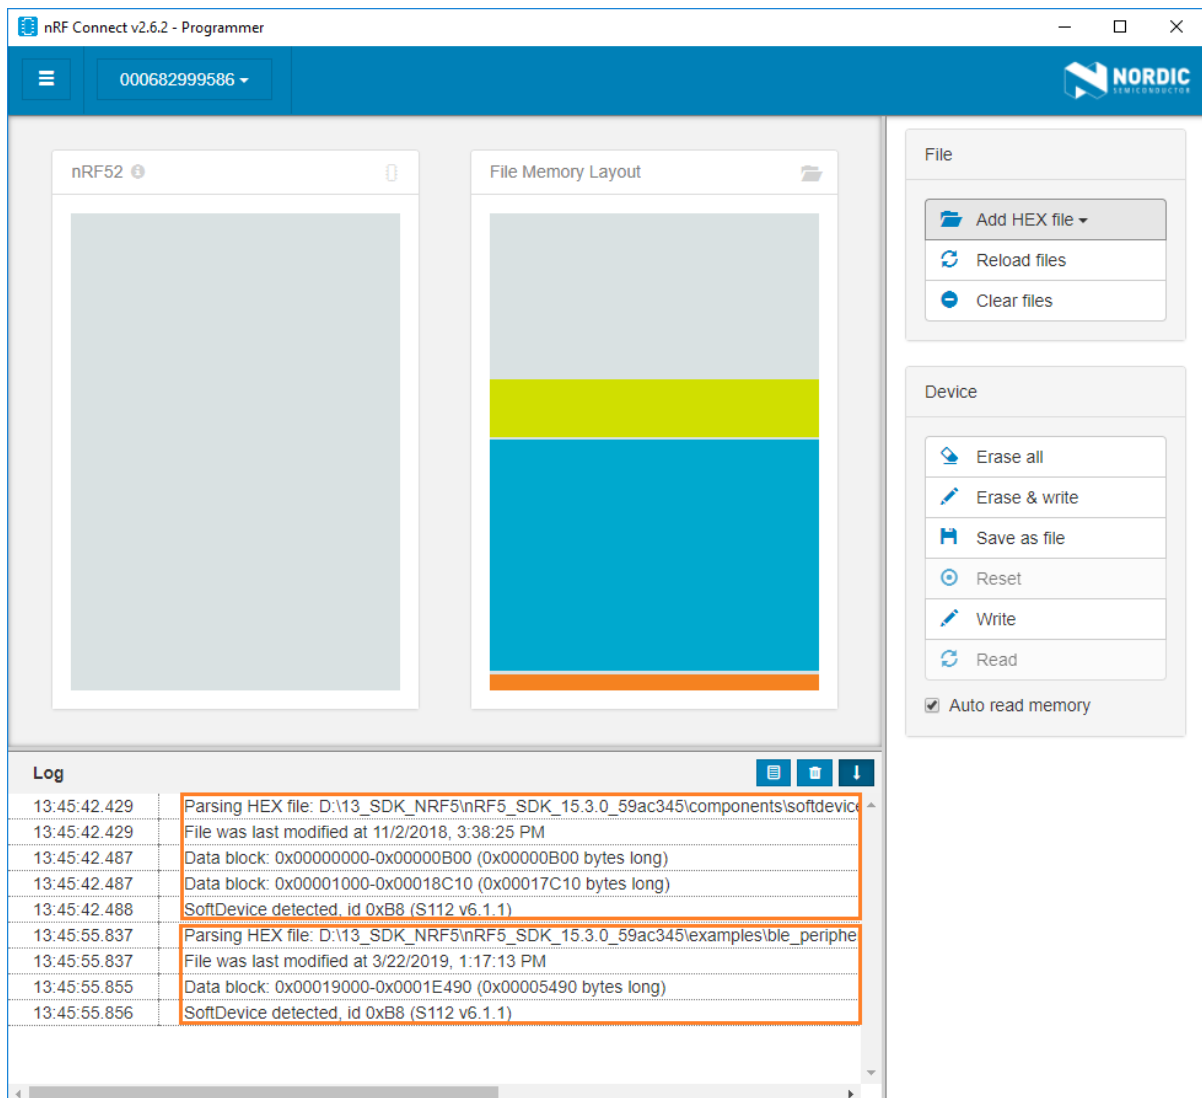 nRF Connect v2.6.2 - Programmer
000682999586
NORDIC
SEMICONDUCTOR
nRF52
File Memory Layout
File
Add HEX file
Reload files
Clear files
Device
Erase all
Erase & write
Save as file
Reset
Write
Read
Auto read memory
Log
13:45:42.429 Parsing HEX file: D:\13_SDK_NRF5\nRF5_SDK_15.3.0_59ac345\components\softdevice
13:45:42.429 File was last modified at 11/2/2018, 3:38:25 PM
13:45:42.487 Data block: 0x00000000-0x00000B00 (0x00000B00 bytes long)
13:45:42.487 Data block: 0x00001000-0x00018C10 (0x00017C10 bytes long)
13:45:42.488 SoftDevice detected, id 0xB8 (S112 v6.1.1)
13:45:55.837 Parsing HEX file: D:\13_SDK_NRF5\nRF5_SDK_15.3.0_59ac345\examples\ble_periphe
13:45:55.837 File was last modified at 3/22/2019, 1:17:13 PM
13:45:55.855 Data block: 0x00019000-0x0001E490 (0x00005490 bytes long)
13:45:55.856 SoftDevice detected, id 0xB8 (S112 v6.1.1)